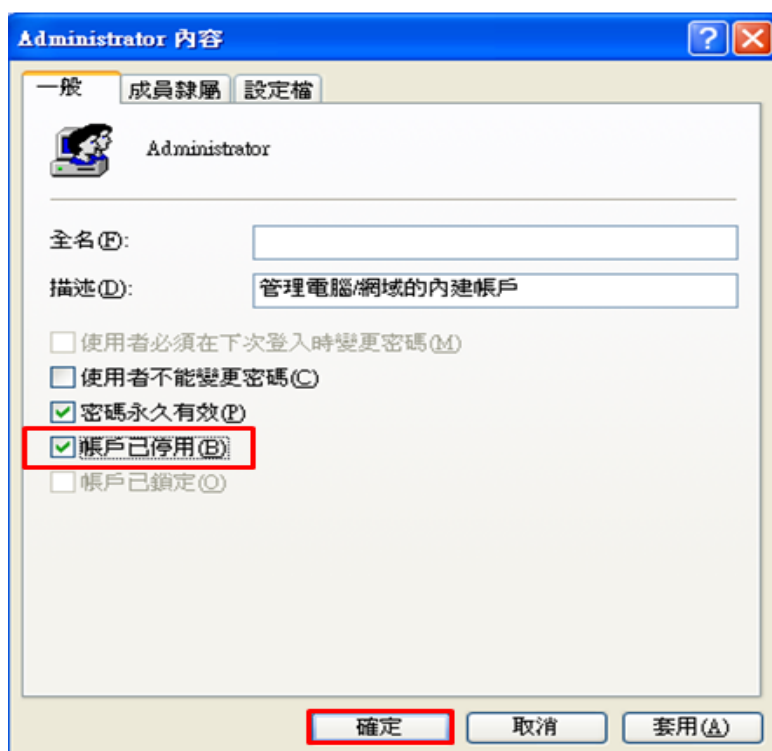 Administrator 內容
一般 成員隸屬 設定檔
Administrator
全名(F):
描述(D): 管理電腦/網域的內建帳戶
使用者必須在下次登入時變更密碼(M)
使用者不能變更密碼(C)
密碼永久有效(P)
帳戶已停用(B)
帳戶已鎖定(O)
確定 取消 套用(A)